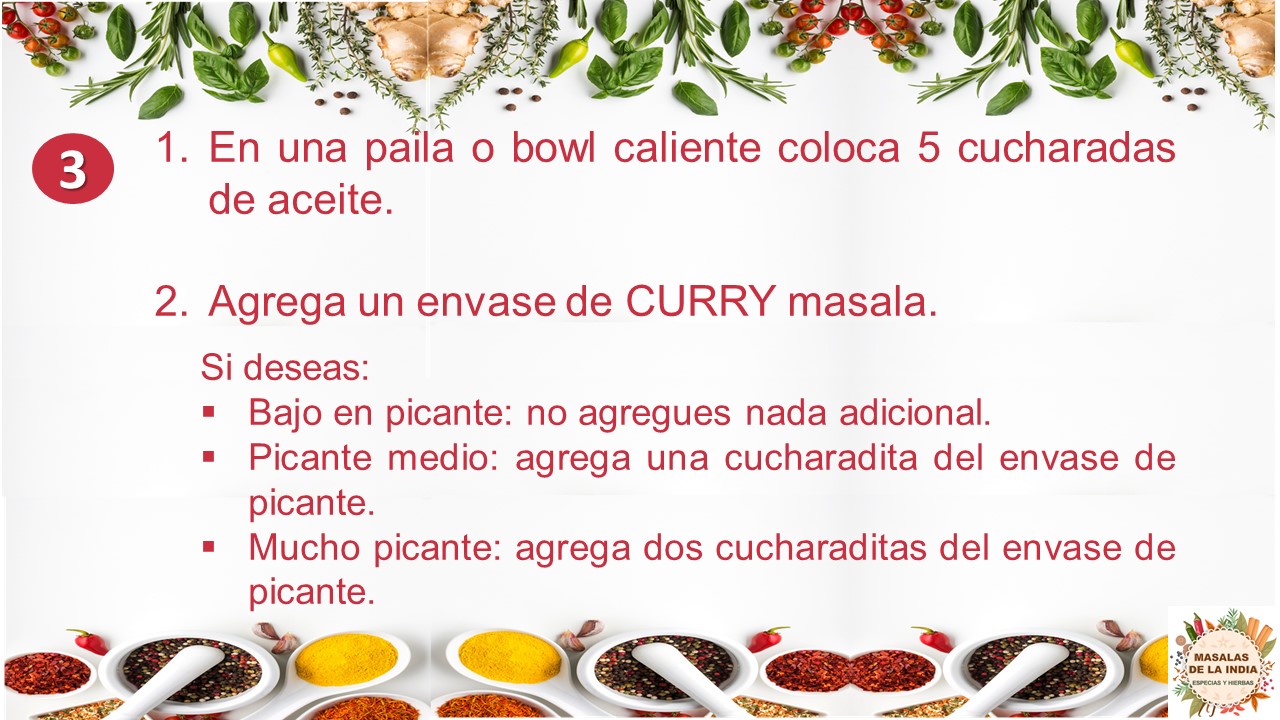 3
1. En una paila o bowl caliente coloca 5 cucharadas
de aceite.
2. Agrega un envase de CURRY masala.
Si deseas:
▪ Bajo en picante: no agregues nada adicional.
▪ Picante medio: agrega una cucharadita del envase de
picante.
▪ Mucho picante: agrega dos cucharaditas del envase de
picante.
MASALAS
DE LA INDIA
ESPECIAS Y HIERBAS